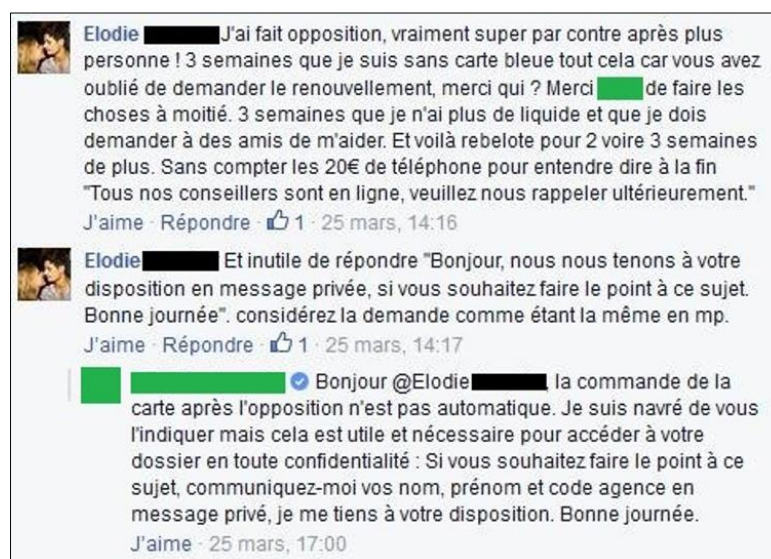 Elodie J'ai fait opposition, vraiment super par contre après plus
personne ! 3 semaines que je suis sans carte bleue tout cela car vous avez
oublié de demander le renouvellement, merci qui ? Merci de faire les
choses à moitié. 3 semaines que je n'ai plus de liquide et que je dois
demander à des amis de m'aider. Et voilà rebelote pour 2 voire 3 semaines
de plus. Sans compter les 20€ de téléphone pour entendre dire à la fin
"Tous nos conseillers sont en ligne, veuillez nous rappeler ultérieurement."
J'aime · Répondre · 1 · 25 mars, 14:16
Elodie Et inutile de répondre "Bonjour, nous nous tenons à votre
disposition en message privée, si vous souhaitez faire le point à ce sujet.
Bonne journée". considérez la demande comme étant la même en mp.
J'aime · Répondre · 1 · 25 mars, 14:17
Bonjour @Elodie , la commande de la
carte après l'opposition n'est pas automatique. Je suis navré de vous
l'indiquer mais cela est utile et nécessaire pour accéder à votre
dossier en toute confidentialité : Si vous souhaitez faire le point à ce
sujet, communiquez-moi vos nom, prénom et code agence en
message privé, je me tiens à votre disposition. Bonne journée.
J'aime · 25 mars, 17:00